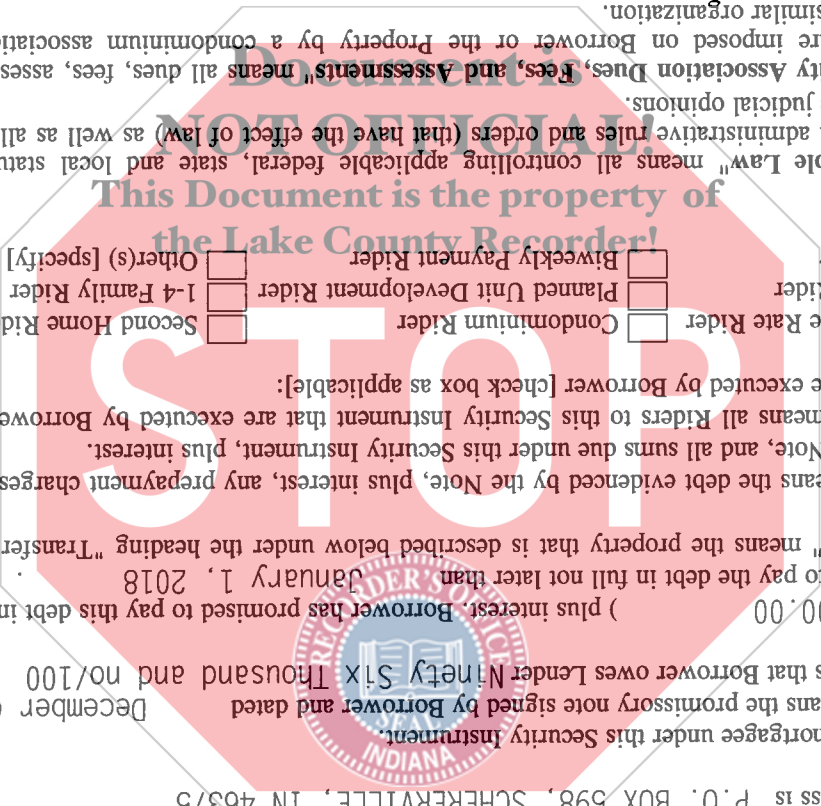 ss is P.O. BOX 598, SCHERERVILLE, IN 46375
ortgagee under this Security Instrument.
ans the promissory note signed by Borrower and dated December
s that Borrower owes Lender Ninety Six Thousand and no/100
00.00 ) plus interest. Borrower has promised to pay this debt in
to pay the debt in full not later than January 1, 2018 .
" means the property that is described below under the heading "Transfer
eans the debt evidenced by the Note, plus interest, any prepayment charges
Note, and all sums due under this Security Instrument, plus interest.
means all Riders to this Security Instrument that are executed by Borrowe
e executed by Borrower [check box as applicable]:
e Rate Rider Condominium Rider Second Home Rid
Rider Planned Unit Development Rider 1-4 Family Rider
Biweekly Payment Rider Other(s) [specify]
ble Law" means all controlling applicable federal, state and local statu
administrative rules and orders (that have the effect of law) as well as all
judicial opinions.
ty Association Dues, Fees, and Assessments" means all dues, fees, assess
re imposed on Borrower or the Property by a condominium associatio
similar organization.
Document is
NOT OFFICIAL!
This Document is the property of
the Lake County Recorder!
STOP
RECORDER'S OFFICE
SEAL
INDIANA